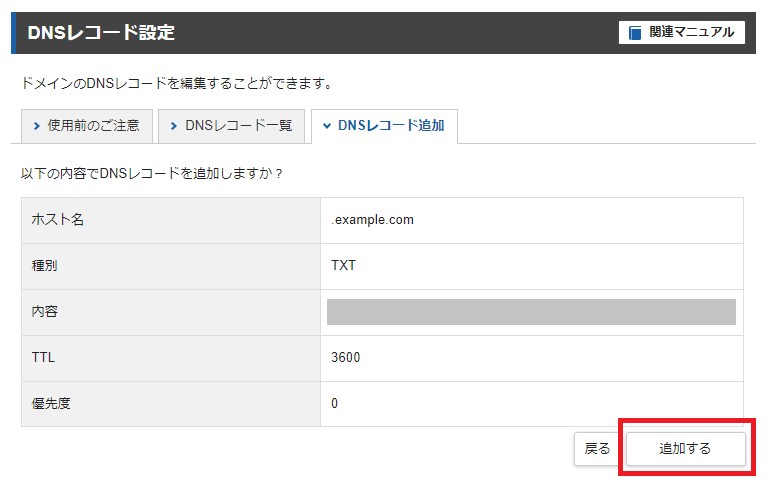 DNSレコード設定
関連マニュアル
ドメインのDNSレコードを編集することができます。
使用前のご注意
DNSレコード一覧
DNSレコード追加
以下の内容でDNSレコードを追加しますか？
ホスト名 .example.com
種別 TXT
内容
TTL 3600
優先度 0
戻る 追加する